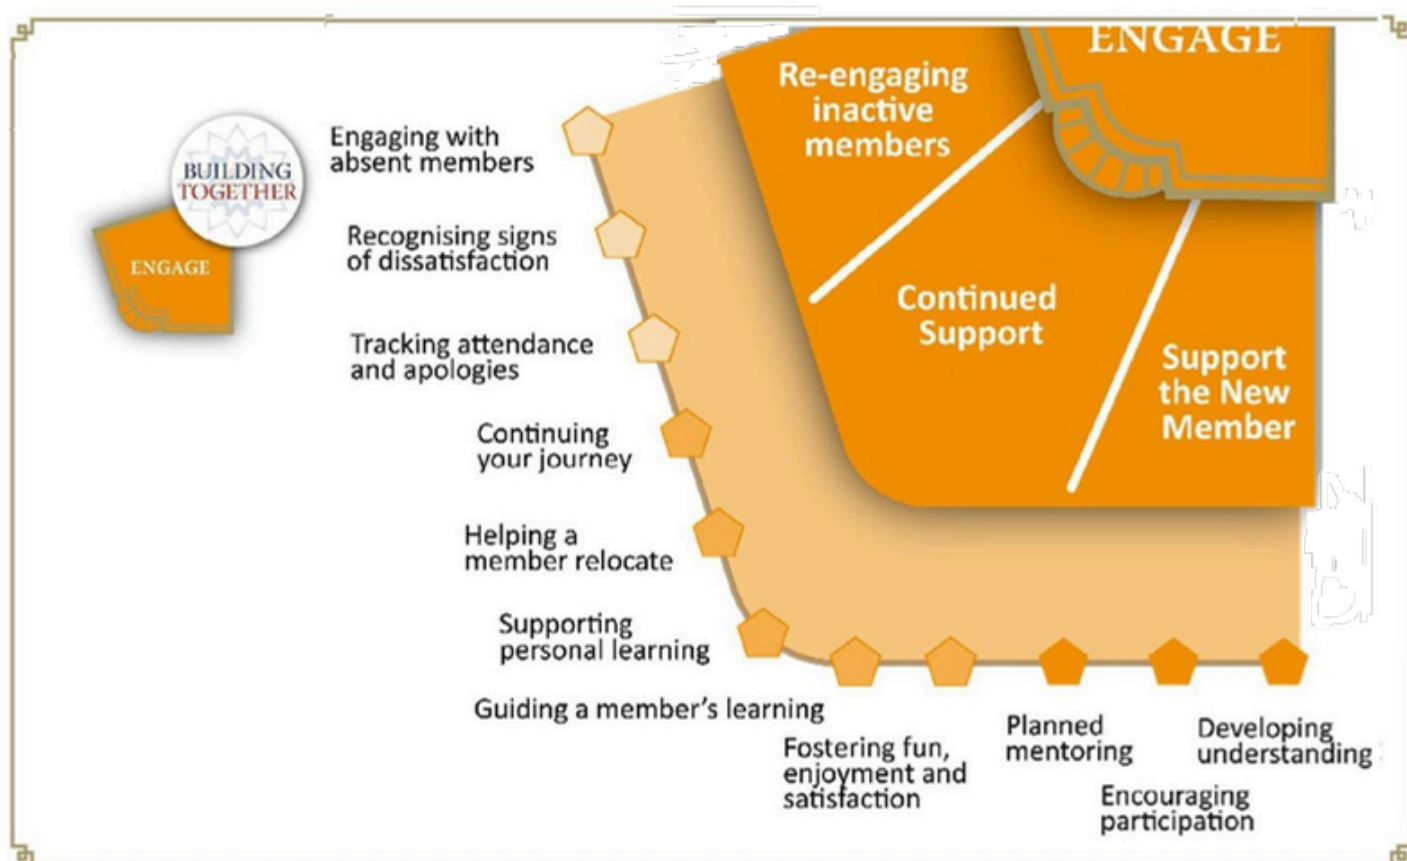 ENGAGE
Re-engaging
inactive
members
Engaging with
absent members
BUILDING
TOGETHER
Recognising signs
of dissatisfaction
ENGAGE
Continued
Support
Tracking attendance
and apologies
Support
the New
Member
Continuing
your journey
Helping a
member relocate
Supporting
personal learning
Guiding a member's learning
Fostering fun,
enjoyment and
satisfaction
Planned
mentoring
Encouraging
participation
Developing
understanding